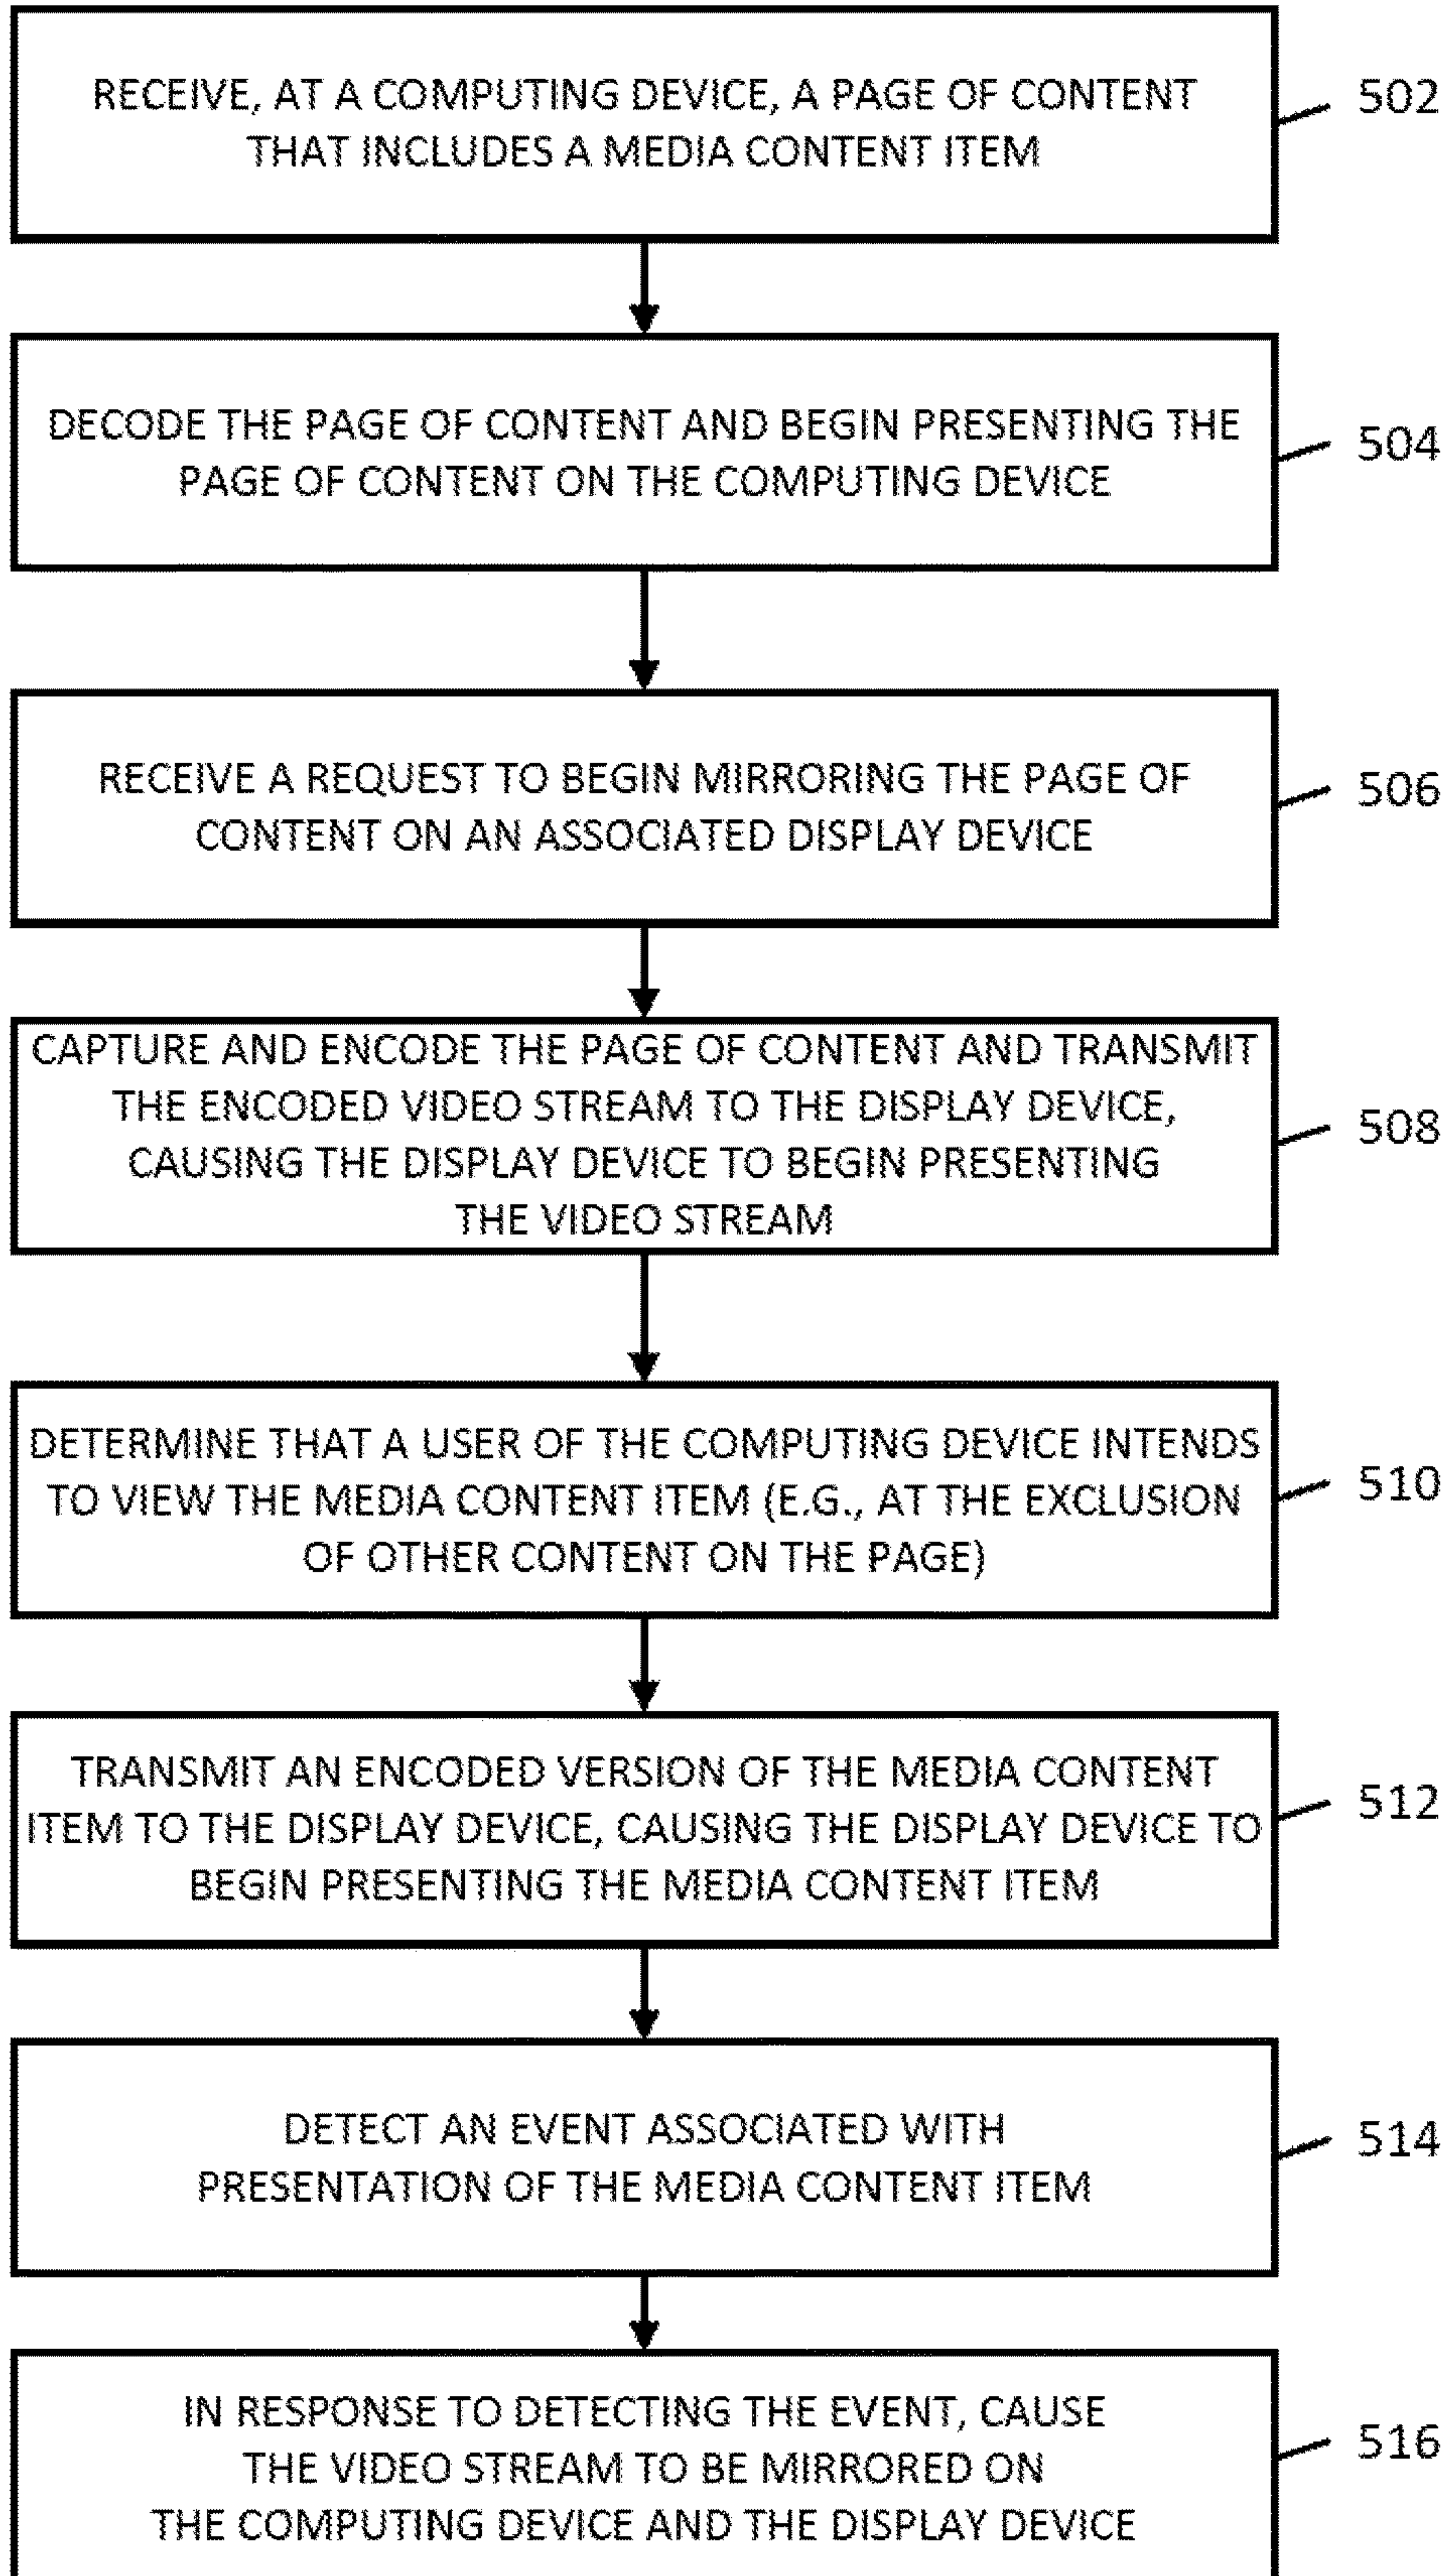 RECEIVE, AT A COMPUTING DEVICE, A PAGE OF CONTENT
THAT INCLUDES A MEDIA CONTENT ITEM
502
DECODE THE PAGE OF CONTENT AND BEGIN PRESENTING THE
PAGE OF CONTENT ON THE COMPUTING DEVICE
504
RECEIVE A REQUEST TO BEGIN MIRRORING THE PAGE OF
CONTENT ON AN ASSOCIATED DISPLAY DEVICE
506
CAPTURE AND ENCODE THE PAGE OF CONTENT AND TRANSMIT
THE ENCODED VIDEO STREAM TO THE DISPLAY DEVICE,
CAUSING THE DISPLAY DEVICE TO BEGIN PRESENTING
THE VIDEO STREAM
508
DETERMINE THAT A USER OF THE COMPUTING DEVICE INTENDS
TO VIEW THE MEDIA CONTENT ITEM (E.G., AT THE EXCLUSION
OF OTHER CONTENT ON THE PAGE)
510
TRANSMIT AN ENCODED VERSION OF THE MEDIA CONTENT
ITEM TO THE DISPLAY DEVICE, CAUSING THE DISPLAY DEVICE TO
BEGIN PRESENTING THE MEDIA CONTENT ITEM
512
DETECT AN EVENT ASSOCIATED WITH
PRESENTATION OF THE MEDIA CONTENT ITEM
514
IN RESPONSE TO DETECTING THE EVENT, CAUSE
THE VIDEO STREAM TO BE MIRRORED ON
THE COMPUTING DEVICE AND THE DISPLAY DEVICE
516